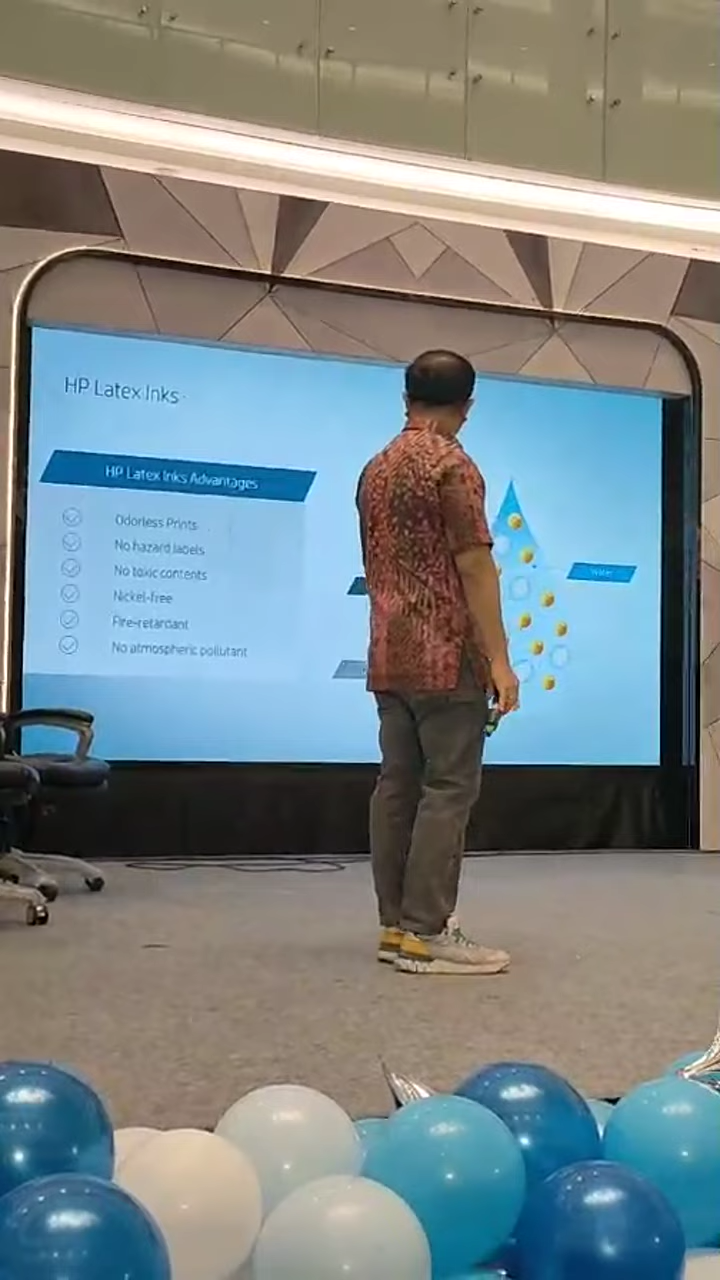 HP Latex Inks
HP Latex Inks Advantages
Odorless Prints
No hazard labels
No toxic contents
Nickel-free
Fire-retardant
No atmospheric pollutant
Water